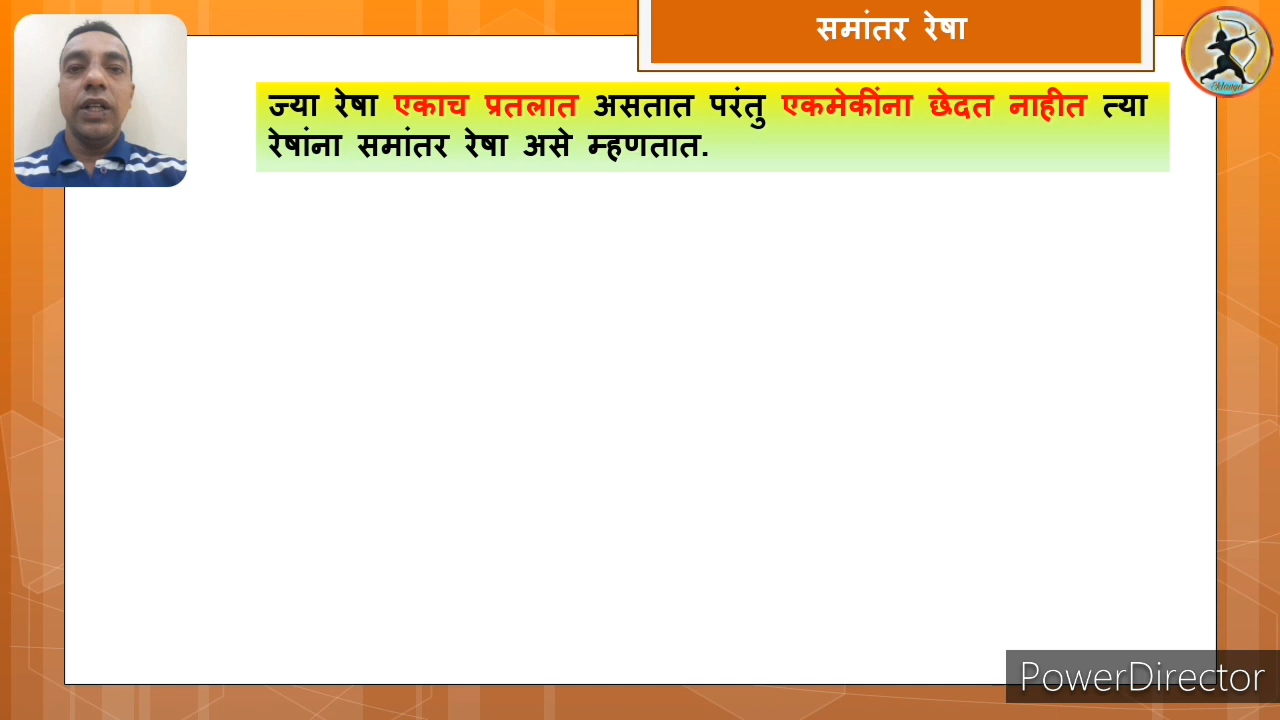 समांतर रेषा
ज्या रेषा एकाच प्रतलात असतात परंतु एकमेकींना छेदत नाहीत त्या
रेषांना समांतर रेषा असे म्हणतात.
PowerDirector